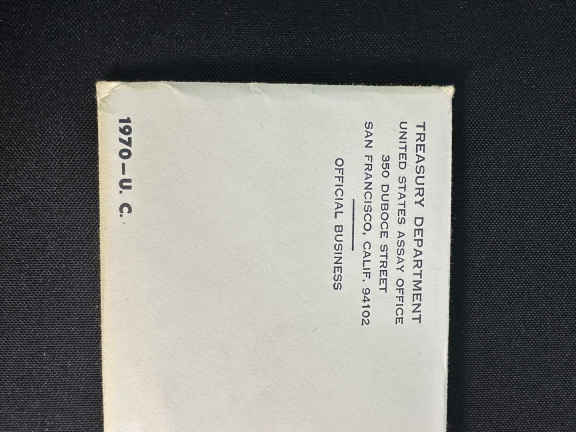 TREASURY DEPARTMENT
UNITED STATES ASSAY OFFICE
350 DUBOCE STREET
SAN FRANCISCO, CALIF. 94102
OFFICIAL BUSINESS
1970—U. C.